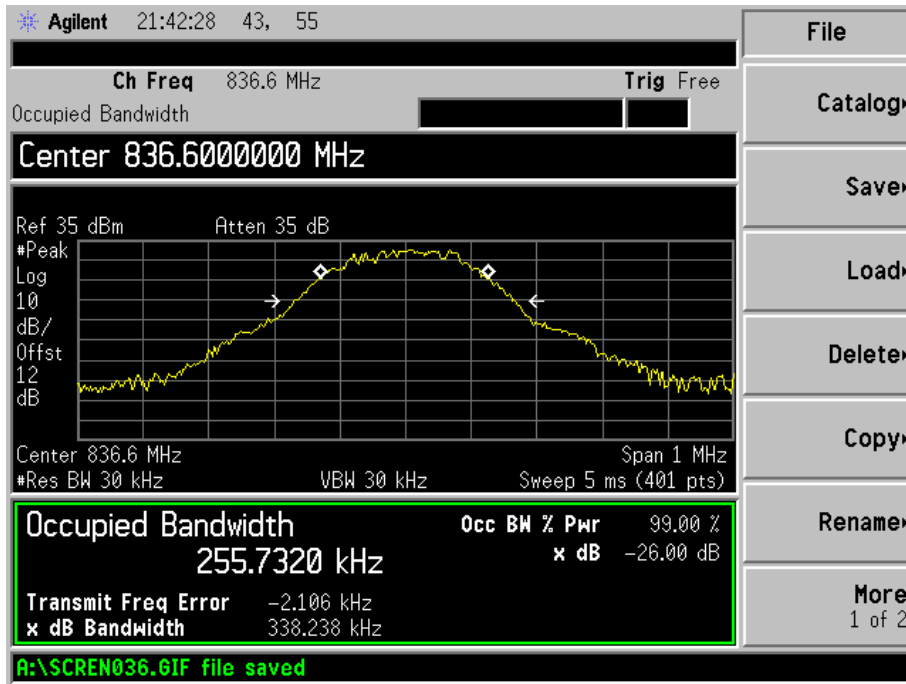 Agilent 21:42:28 43, 55
File
Ch Freq 836.6 MHz Trig Free
Occupied Bandwidth
Catalog
Center 836.6000000 MHz
Save
Ref 35 dBm Atten 35 dB
#Peak
Log
10
dB/
Offst
12
dB
Load
Delete
Copy
Center 836.6 MHz Span 1 MHz
#Res BW 30 kHz VBW 30 kHz Sweep 5 ms (401 pts)
Occupied Bandwidth Occ BW % Pwr 99.00 %
255.7320 kHz x dB -26.00 dB
Rename
Transmit Freq Error -2.106 kHz
x dB Bandwidth 338.238 kHz
More
1 of 2
A:\SCREN036.GIF file saved